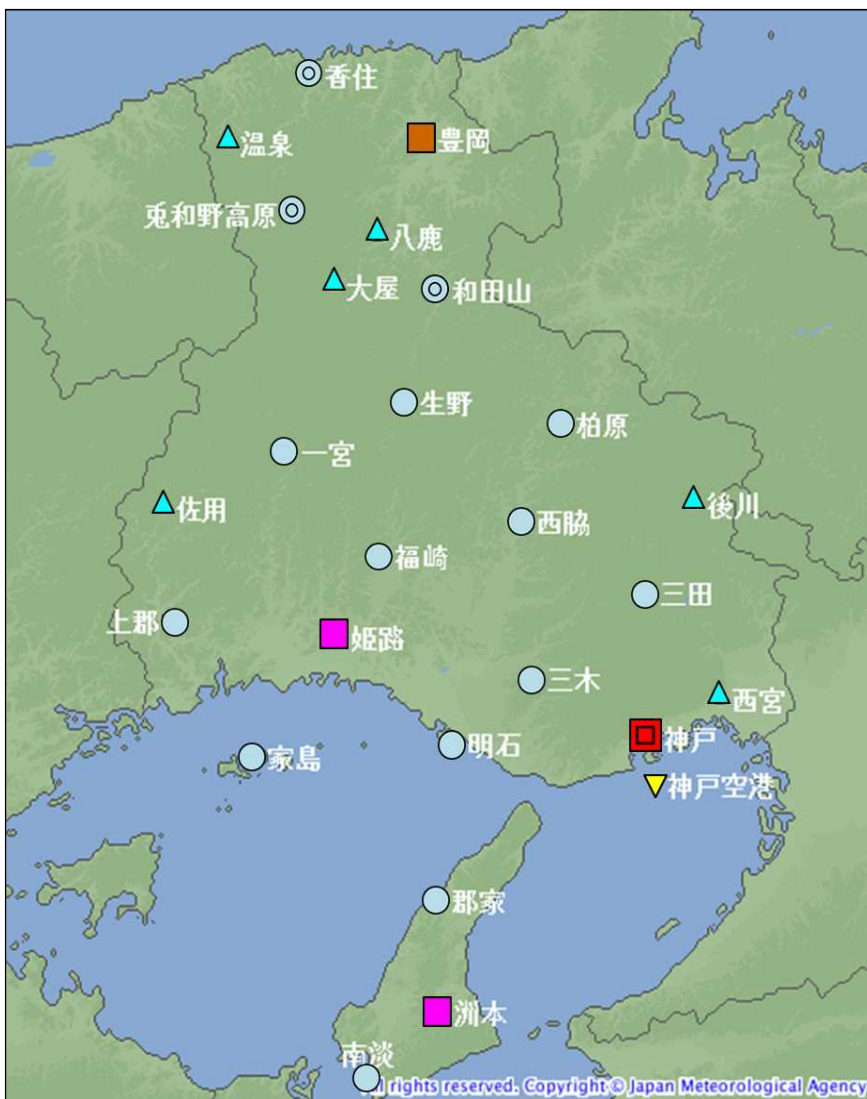 香住
温泉
豊岡
兎和野高原
八鹿
大屋
和田山
生野
柏原
一宮
佐用
後川
西脇
福崎
三田
上郡
姫路
三木
西宮
神戸
明石
家島
神戸空港
郡家
洲本
南淡
ll rights reserved. Copyright © Japan Meteorological Agency